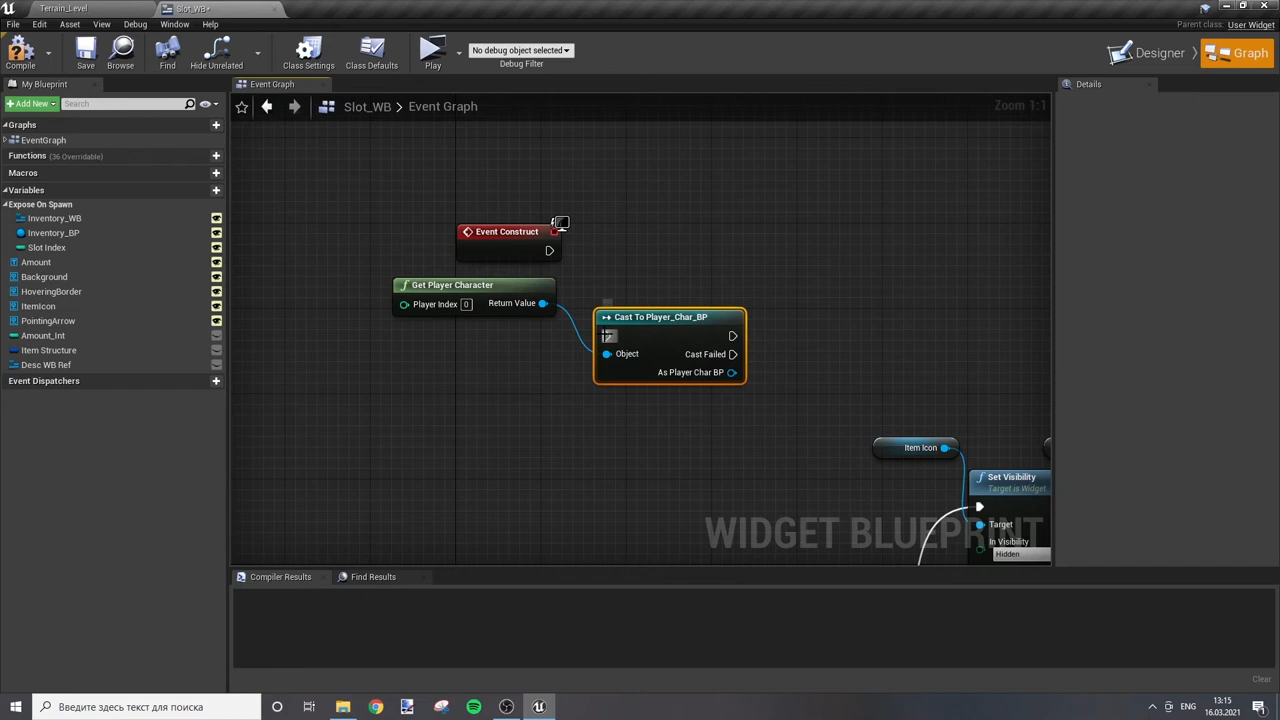 Terrain_Level
Slot_WB*
File Edit Asset View Debug Window Help
Parent class: User Widget
Compile
Save
Browse
Find
Hide Unrelated
Class Settings
Class Defaults
Play
No debug object selected
Debug Filter
Designer
Graph
My Blueprint
Event Graph
Details
Add New
Search
Slot_WB > Event Graph
Zoom 1:1
Graphs
EventGraph
Functions (36 Overridable)
Macros
Variables
Expose On Spawn
Inventory_WB
Inventory_BP
Slot Index
Amount
Background
HoveringBorder
ItemIcon
PointingArrow
Amount_Int
Item Structure
Desc WB Ref
Event Dispatchers
Event Construct
Get Player Character
Player Index 0 Return Value
Cast To Player_Char_BP
Object
Cast Failed
As Player Char BP
Item Icon
Set Visibility
Target is Widget
Target
In Visibility
Hidden
WIDGET BLUEPRINT
Compiler Results
Find Results
Clear
Введите здесь текст для поиска
ENG
13:15
16.03.2021